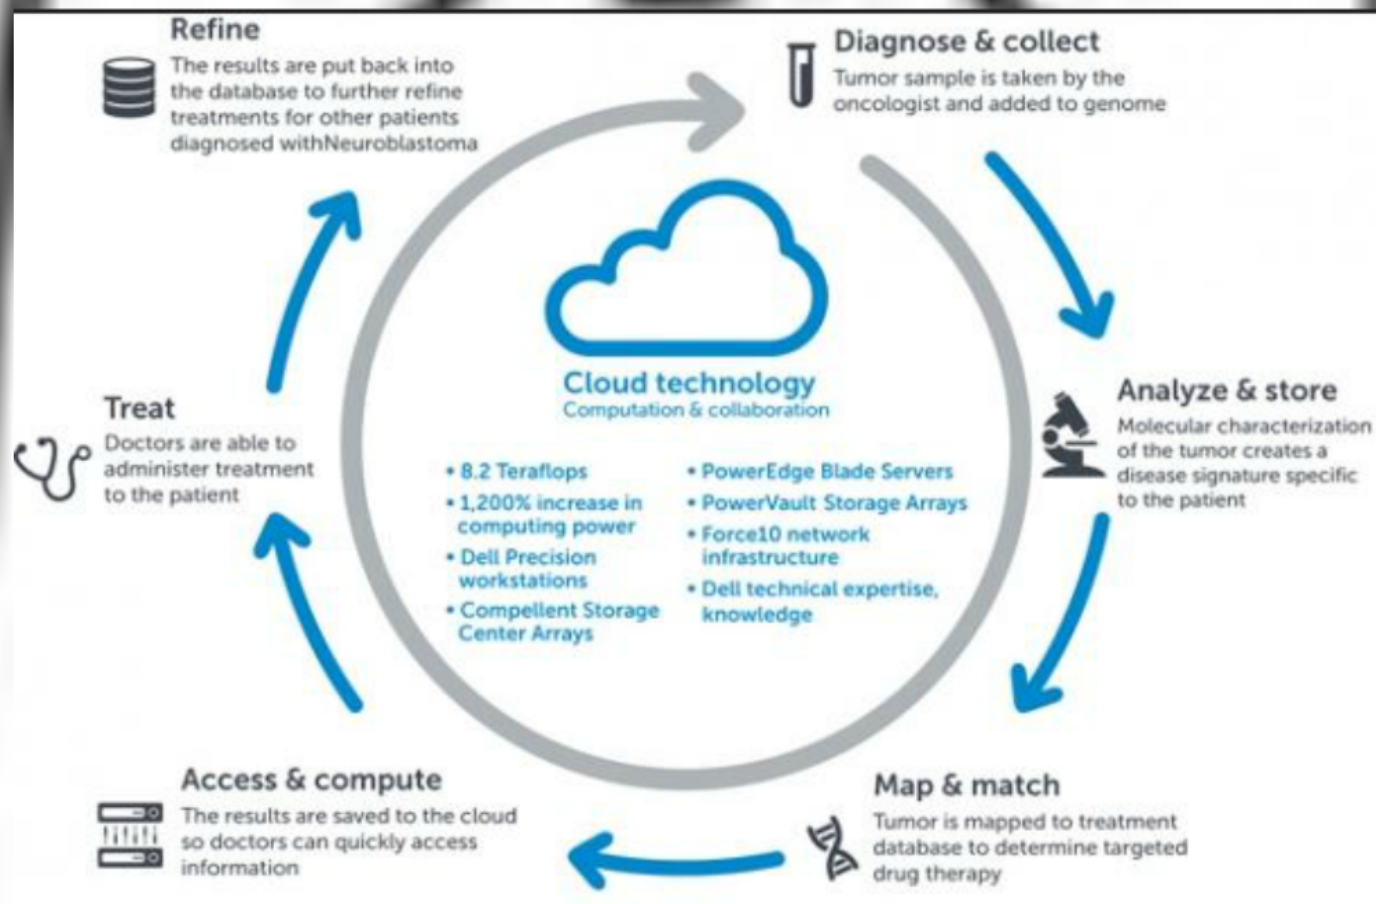 Refine
The results are put back into
the database to further refine
treatments for other patients
diagnosed withNeuroblastoma
Diagnose & collect
Tumor sample is taken by the
oncologist and added to genome
Analyze & store
Molecular characterization
of the tumor creates a
disease signature specific
to the patient
Map & match
Tumor is mapped to treatment
database to determine targeted
drug therapy
Access & compute
The results are saved to the cloud
so doctors can quickly access
information
Treat
Doctors are able to
administer treatment
to the patient
Cloud technology
Computation & collaboration
• 8.2 Teraflops
• 1,200% increase in
computing power
• Dell Precision
workstations
• Compellent Storage
Center Arrays
• PowerEdge Blade Servers
• PowerVault Storage Arrays
• Force10 network
infrastructure
• Dell technical expertise,
knowledge